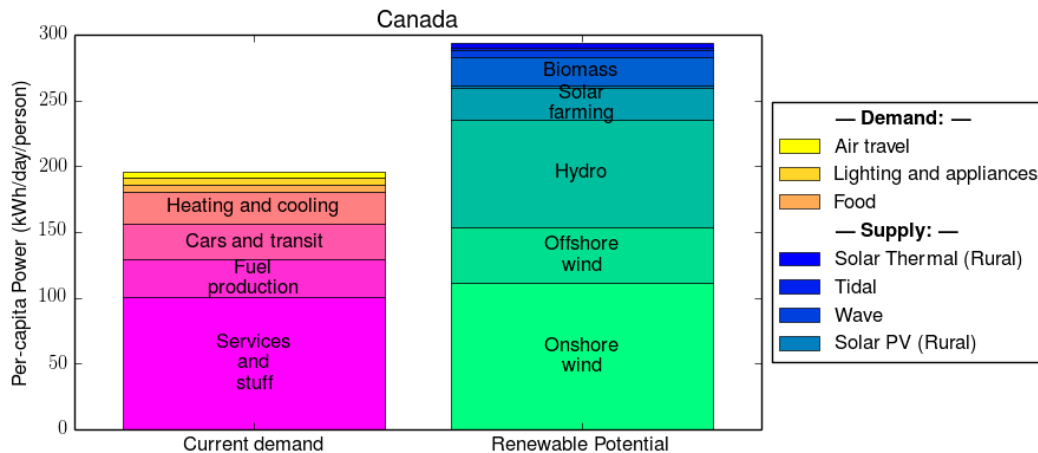 Canada
Per-capita Power (kWh/day/person)
300
250
200
150
100
50
0
Heating and cooling
Cars and transit
Fuel
production
Services
and
stuff
Biomass
Solar
farming
Hydro
Offshore
wind
Onshore
wind
Current demand
Renewable Potential
— Demand: —
Air travel
Lighting and appliances
Food
— Supply: —
Solar Thermal (Rural)
Tidal
Wave
Solar PV (Rural)